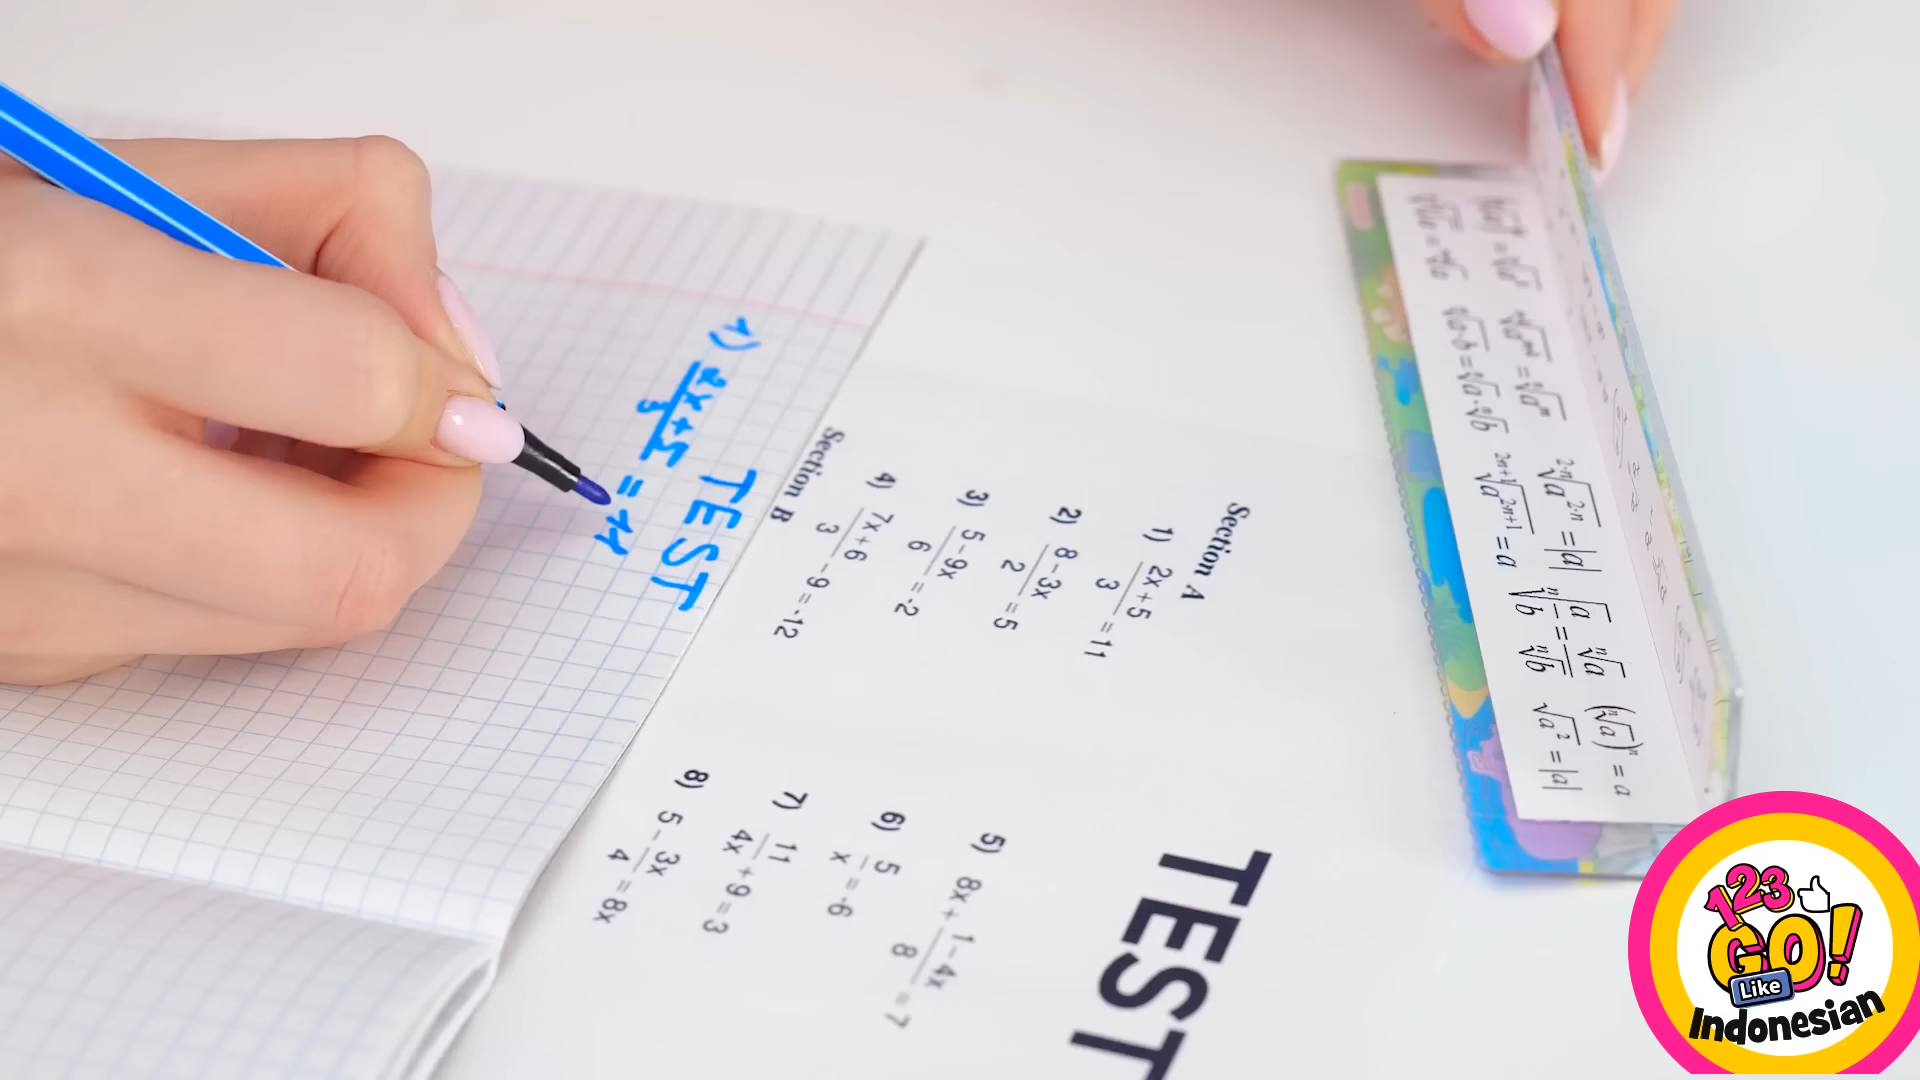 1) 2x+5
3
=11
TEST
Section A
1) 2x+5
3
=11
2) 8-3x
2
=5
3) 5-9x
6
=-2
4) 7x+6
3
-9=-12
Section B
TEST
5) 8x+ 1-4x
8
=7
6) 5
x
=-6
7) 11
4x
+9=3
8) 5- 3x
4
=8x
ⁿ√(a·b) = ⁿ√a · ⁿ√b
²ⁿ√a²ⁿ = |a|
²ⁿ⁺¹√a²ⁿ⁺¹ = a
ⁿ√(a/b) = ⁿ√a/ⁿ√b
(ⁿ√a)ⁿ = a
√a² = |a|
123
GO!
Like
Indonesian